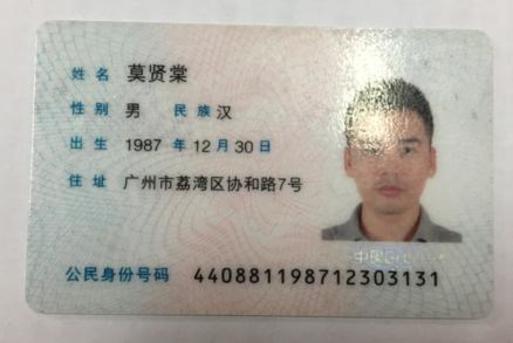 姓名 莫贤棠
性别 男 民族 汉
出生 1987 年 12 月 30 日
住址 广州市荔湾区协和路7号
公民身份号码 440881198712303131